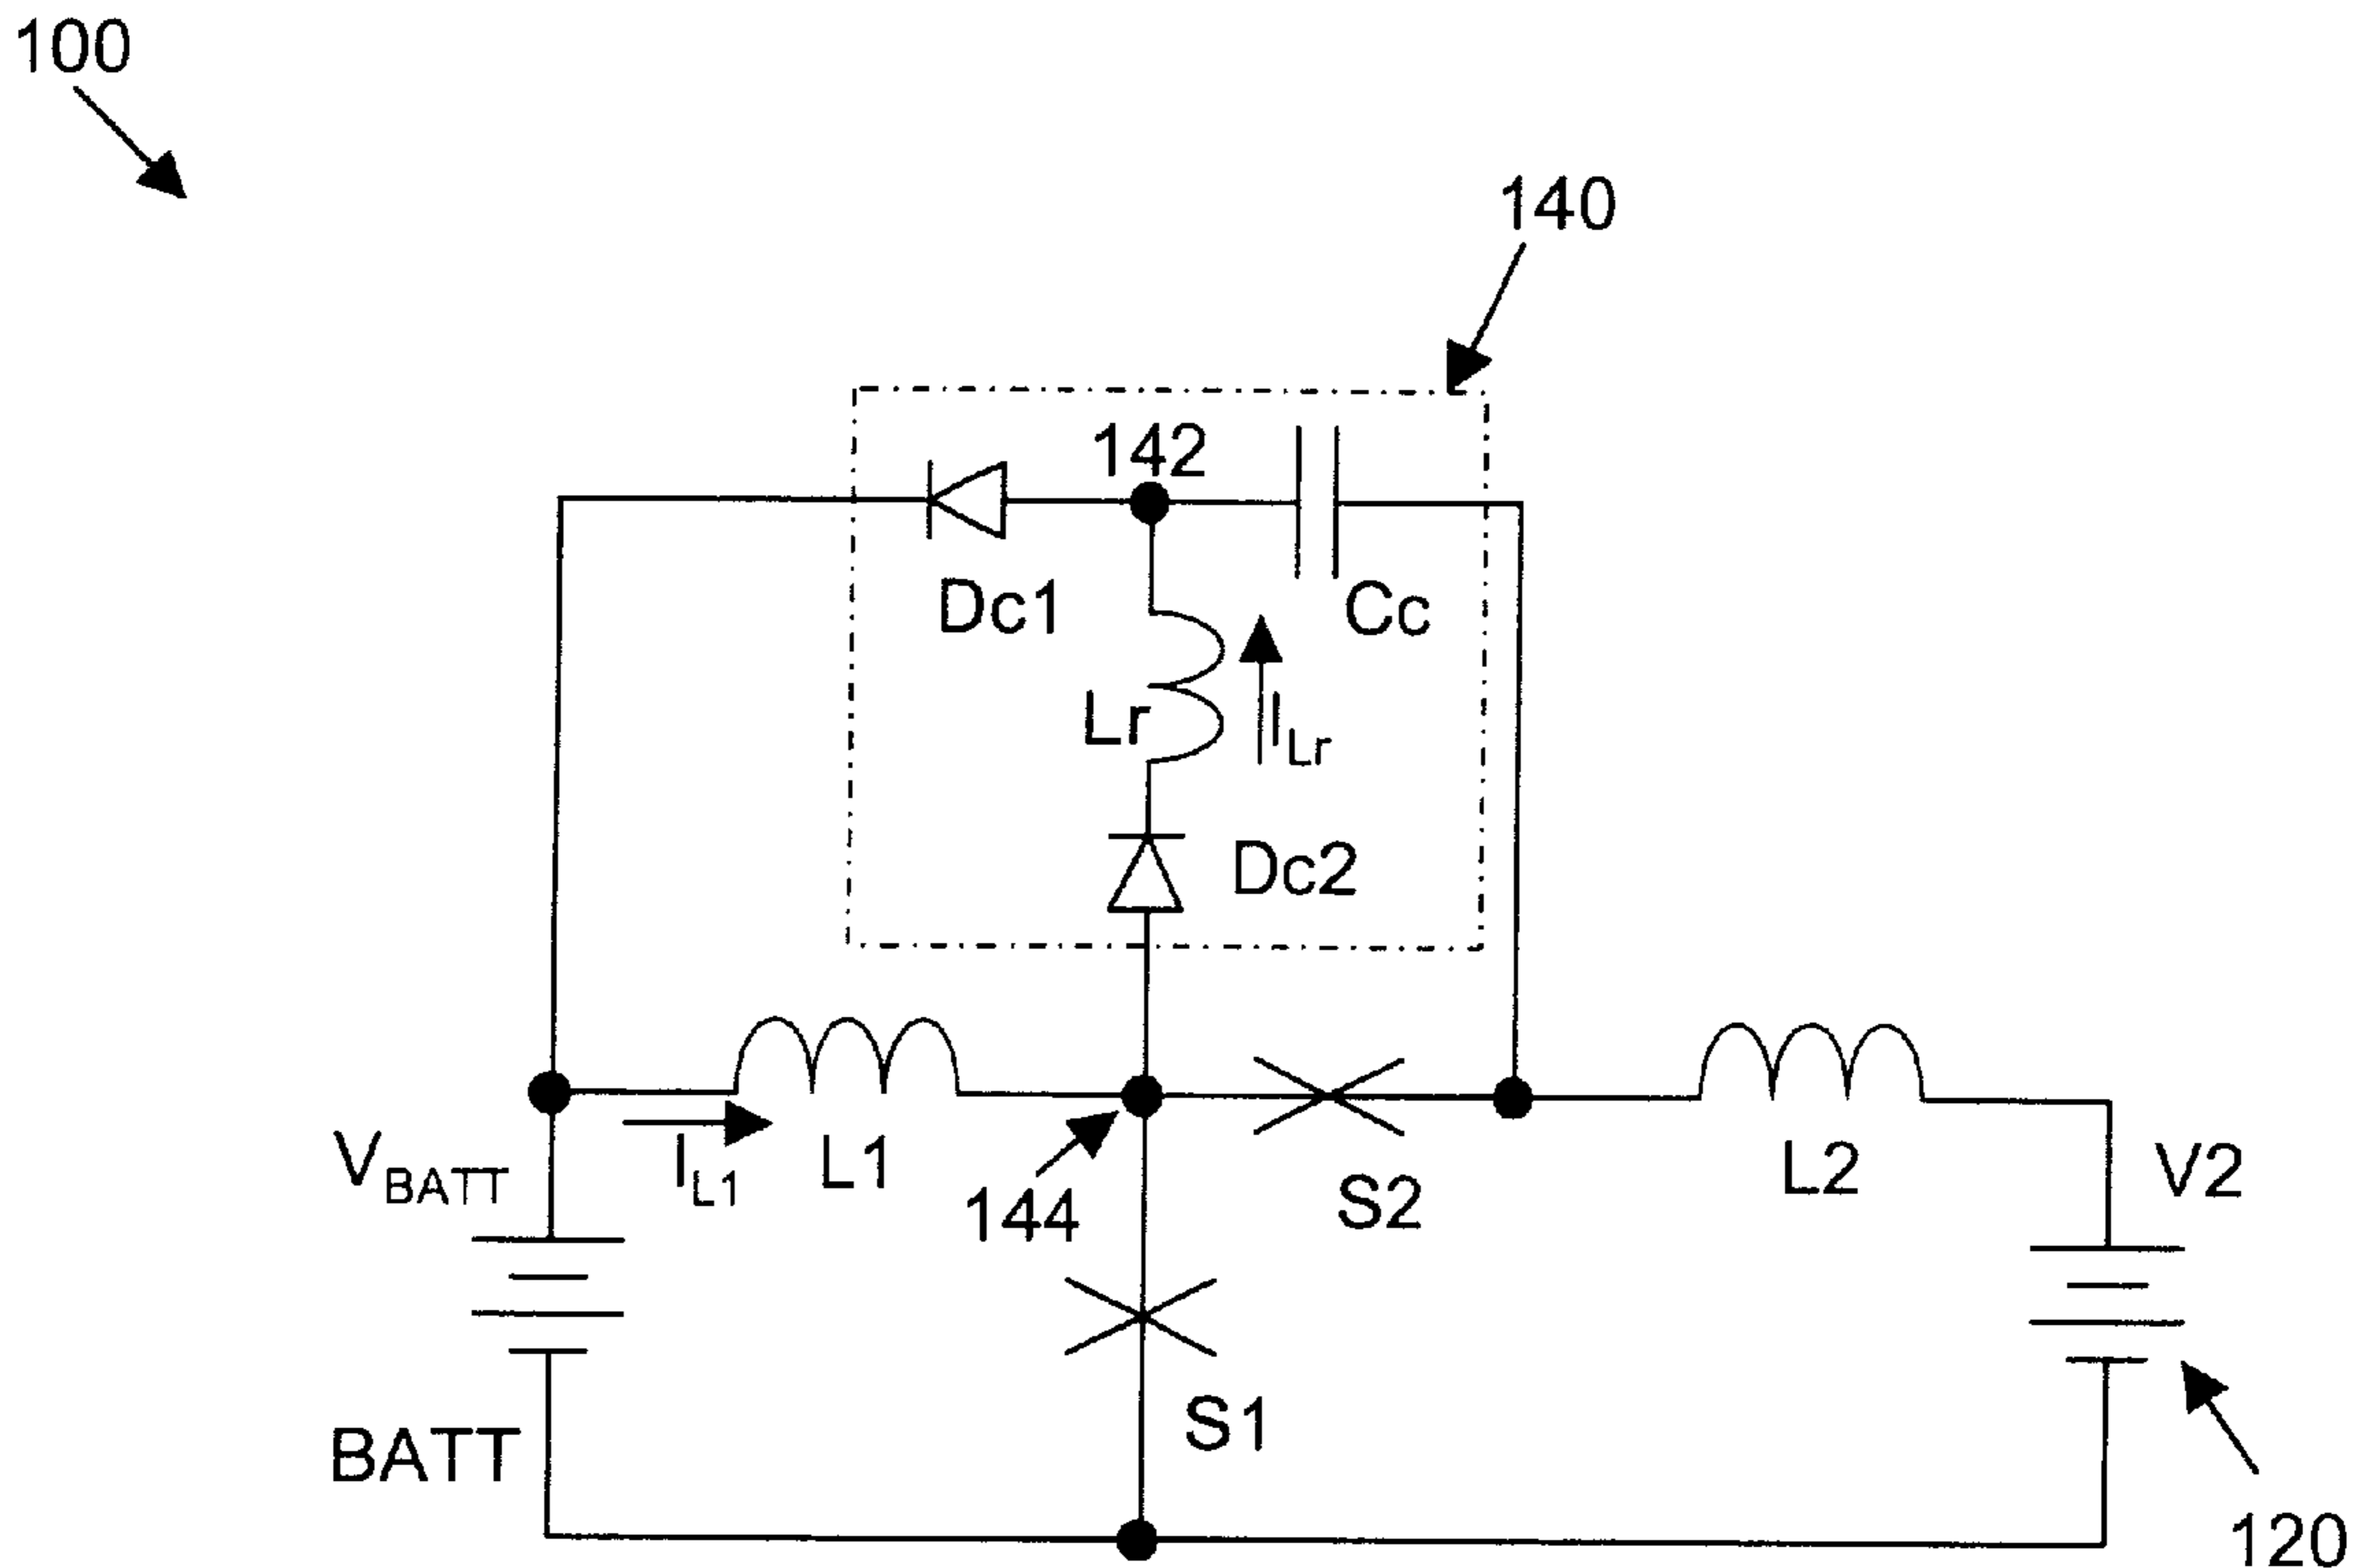 100
140
142
Dc1
Cc
Lr
ILr
Dc2
VBATT
IL1
L1
144
S2
L2
V2
S1
BATT
120